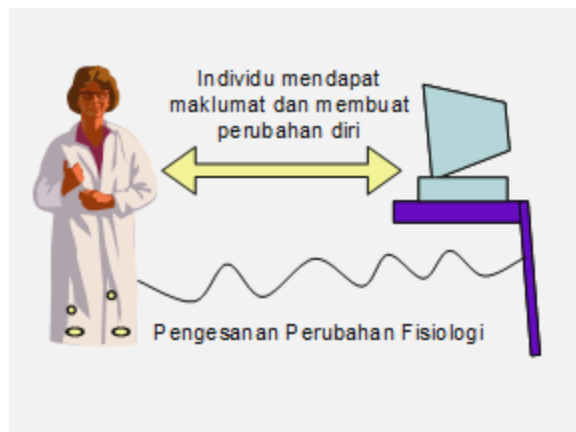 Individu mendapat
maklumat dan membuat
perubahan diri
Pengesanan Perubahan Fisiologi